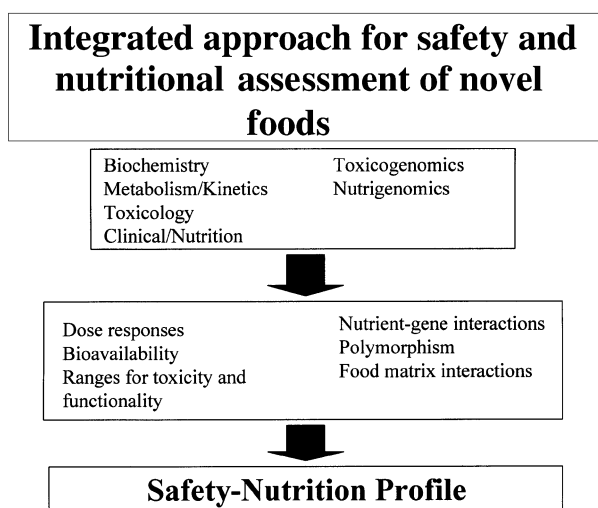 Integrated approach for safety and
nutritional assessment of novel
foods
Biochemistry
Metabolism/Kinetics
Toxicology
Clinical/Nutrition
Toxicogenomics
Nutrigenomics
Dose responses
Bioavailability
Ranges for toxicity and
functionality
Nutrient-gene interactions
Polymorphism
Food matrix interactions
Safety-Nutrition Profile